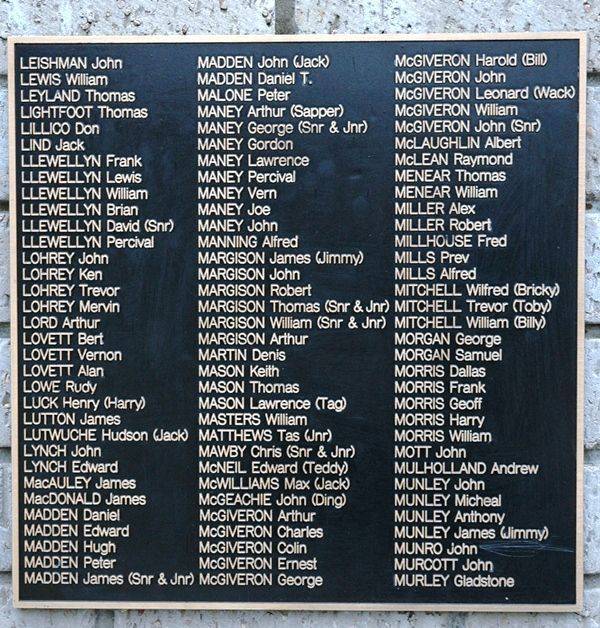 LEISHMAN John
LEWIS William
LEYLAND Thomas
LIGHTFOOT Thomas
LILLICO Don
LIND Jack
LLEWELLYN Frank
LLEWELLYN Lewis
LLEWELLYN William
LLEWELLYN Brian
LLEWELLYN David (Snr)
LLEWELLYN Percival
LOHREY John
LOHREY Ken
LOHREY Trevor
LOHREY Mervin
LORD Arthur
LOVETT Bert
LOVETT Vernon
LOVETT Alan
LOWE Rudy
LUCK Henry (Harry)
LUTTON James
LUTWUCHE Hudson (Jack)
LYNCH John
LYNCH Edward
MacAULEY James
MacDONALD James
MADDEN Daniel
MADDEN Edward
MADDEN Hugh
MADDEN Peter
MADDEN James (Snr & Jnr)
MADDEN John (Jack)
MADDEN Daniel T.
MALONE Peter
MANEY Arthur (Sapper)
MANEY George (Snr & Jnr)
MANEY Gordon
MANEY Lawrence
MANEY Percival
MANEY Vern
MANEY Joe
MANEY John
MANNING Alfred
MARGISON James (Jimmy)
MARGISON John
MARGISON Robert
MARGISON Thomas (Snr & Jnr)
MARGISON William (Snr & Jnr)
MARGISON Arthur
MARTIN Denis
MASON Keith
MASON Thomas
MASON Lawrence (Tag)
MASTERS William
MATTHEWS Tas (Jnr)
MAWBY Chris (Snr & Jnr)
McNEIL Edward (Teddy)
McWILLIAMS Max (Jack)
McGEACHIE John (Ding)
McGIVERON Arthur
McGIVERON Charles
McGIVERON Colin
McGIVERON Ernest
McGIVERON George
McGIVERON Harold (Bill)
McGIVERON John
McGIVERON Leonard (Wack)
McGIVERON William
McGIVERON John (Snr)
McLAUGHLIN Albert
McLEAN Raymond
MENEAR Thomas
MENEAR William
MILLER Alex
MILLER Robert
MILLHOUSE Fred
MILLS Prev
MILLS Alfred
MITCHELL Wilfred (Bricky)
MITCHELL Trevor (Toby)
MITCHELL William (Billy)
MORGAN George
MORGAN Samuel
MORRIS Dallas
MORRIS Frank
MORRIS Geoff
MORRIS Harry
MORRIS William
MOTT John
MULHOLLAND Andrew
MUNLEY John
MUNLEY Micheal
MUNLEY Anthony
MUNLEY James (Jimmy)
MUNRO John
MURCOTT John
MURLEY Gladstone